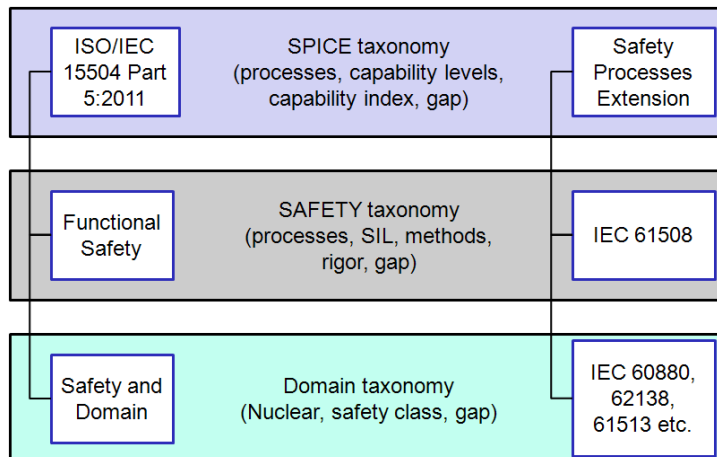 ISO/IEC
15504 Part
5:2011
SPICE taxonomy
(processes, capability levels,
capability index, gap)
Safety
Processes
Extension
Functional
Safety
SAFETY taxonomy
(processes, SIL, methods,
rigor, gap)
IEC 61508
Safety and
Domain
Domain taxonomy
(Nuclear, safety class, gap)
IEC 60880,
62138,
61513 etc.